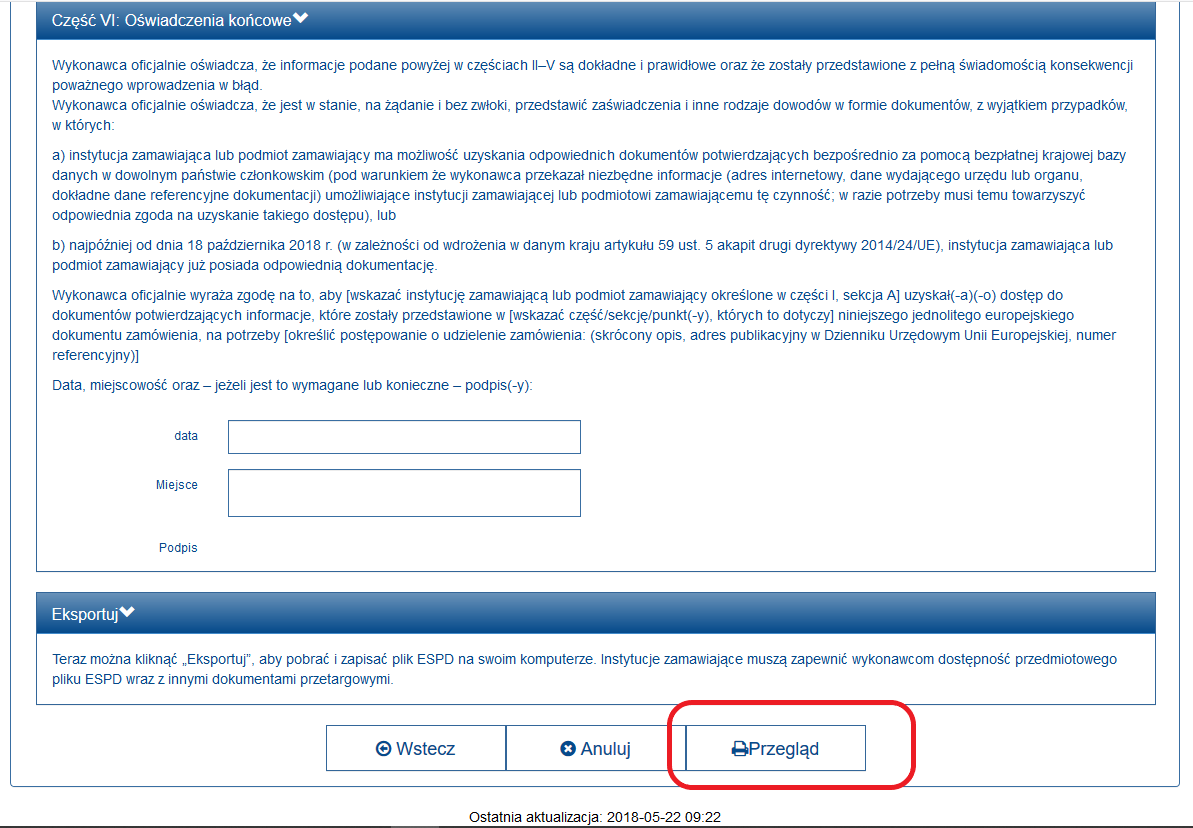 Część VI: Oświadczenia końcowe
Wykonawca oficjalnie oświadcza, że informacje podane powyżej w częściach II–V są dokładne i prawidłowe oraz że zostały przedstawione z pełną świadomością konsekwencji
poważnego wprowadzenia w błąd.
Wykonawca oficjalnie oświadcza, że jest w stanie, na żądanie i bez zwłoki, przedstawić zaświadczenia i inne rodzaje dowodów w formie dokumentów, z wyjątkiem przypadków,
w których:
a) instytucja zamawiająca lub podmiot zamawiający ma możliwość uzyskania odpowiednich dokumentów potwierdzających bezpośrednio za pomocą bezpłatnej krajowej bazy
danych w dowolnym państwie członkowskim (pod warunkiem że wykonawca przekazał niezbędne informacje (adres internetowy, dane wydającego urzędu lub organu,
dokładne dane referencyjne dokumentacji) umożliwiające instytucji zamawiającej lub podmiotowi zamawiającemu tę czynność; w razie potrzeby musi temu towarzyszyć
odpowiednia zgoda na uzyskanie takiego dostępu), lub
b) najpóźniej od dnia 18 października 2018 r. (w zależności od wdrożenia w danym kraju artykułu 59 ust. 5 akapit drugi dyrektywy 2014/24/UE), instytucja zamawiająca lub
podmiot zamawiający już posiada odpowiednią dokumentację.
Wykonawca oficjalnie wyraża zgodę na to, aby [wskazać instytucję zamawiającą lub podmiot zamawiający określone w części I, sekcja A] uzyskał(-a)(-o) dostęp do
dokumentów potwierdzających informacje, które zostały przedstawione w [wskazać część/sekcję/punkt(-y), których to dotyczy] niniejszego jednolitego europejskiego
dokumentu zamówienia, na potrzeby [określić postępowanie o udzielenie zamówienia: (skrócony opis, adres publikacyjny w Dzienniku Urzędowym Unii Europejskiej, numer
referencyjny)]
Data, miejscowość oraz – jeżeli jest to wymagane lub konieczne – podpis(-y):
data
Miejsce
Podpis
Eksportuj
Teraz można kliknąć „Eksportuj”, aby pobrać i zapisać plik ESPD na swoim komputerze. Instytucje zamawiające muszą zapewnić wykonawcom dostępność przedmiotowego
pliku ESPD wraz z innymi dokumentami przetargowymi.
Wstecz Anuluj Przegląd
Ostatnia aktualizacja: 2018-05-22 09:22